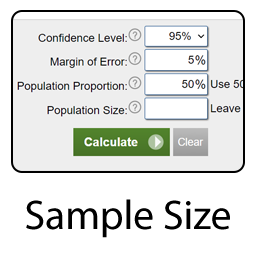 Confidence Level: ? 95%
Margin of Error: ? 5%
Population Proportion: ? 50% Use 50
Population Size: ? Leave
Calculate Clear
Sample Size